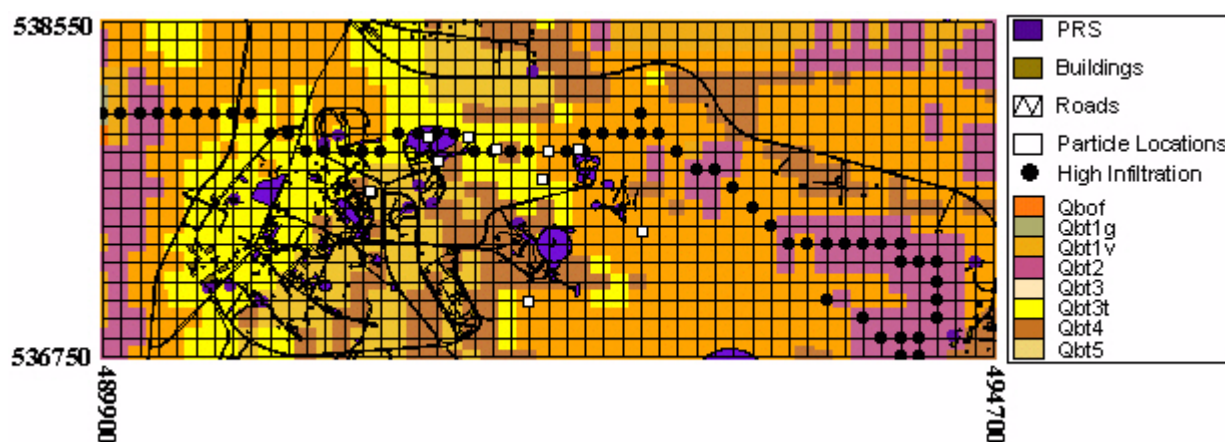 538550
536750
489900
494700
PRS
Buildings
Roads
Particle Locations
High Infiltration
Qbof
Qbt1g
Qbt1v
Qbt2
Qbt3
Qbt3t
Qbt4
Qbt5